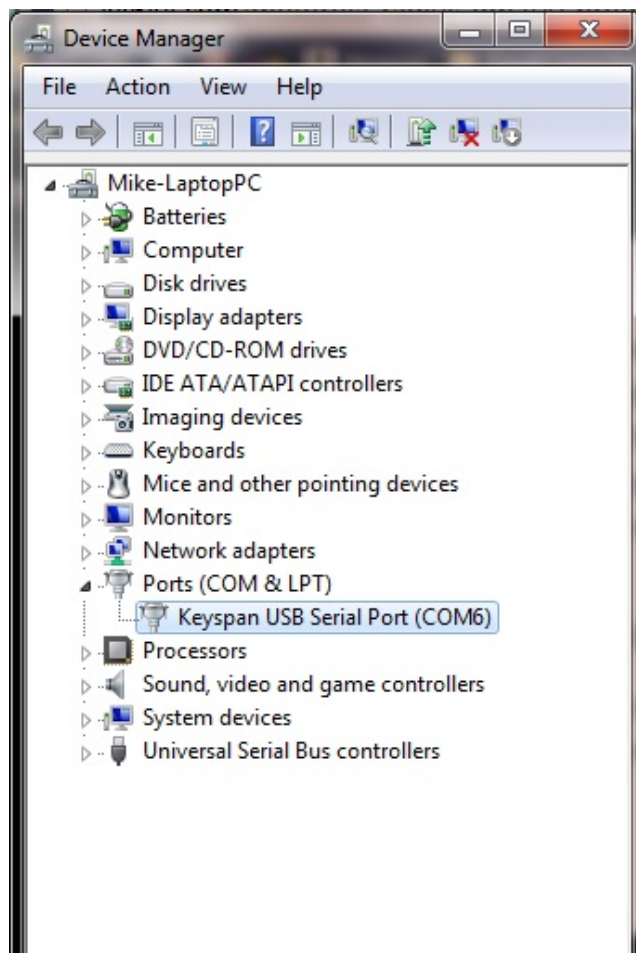 Device Manager
File Action View Help
Mike-LaptopPC
Batteries
Computer
Disk drives
Display adapters
DVD/CD-ROM drives
IDE ATA/ATAPI controllers
Imaging devices
Keyboards
Mice and other pointing devices
Monitors
Network adapters
Ports (COM & LPT)
Keyspan USB Serial Port (COM6)
Processors
Sound, video and game controllers
System devices
Universal Serial Bus controllers